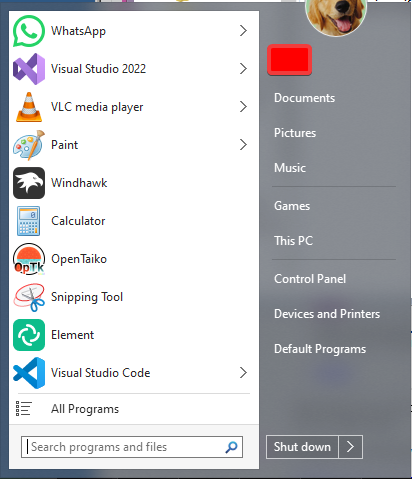 WhatsApp
Visual Studio 2022
VLC media player
Paint
Windhawk
Calculator
OpTk
OpenTaiko
Snipping Tool
Element
Visual Studio Code
All Programs
Search programs and files
Documents
Pictures
Music
Games
This PC
Control Panel
Devices and Printers
Default Programs
Shut down